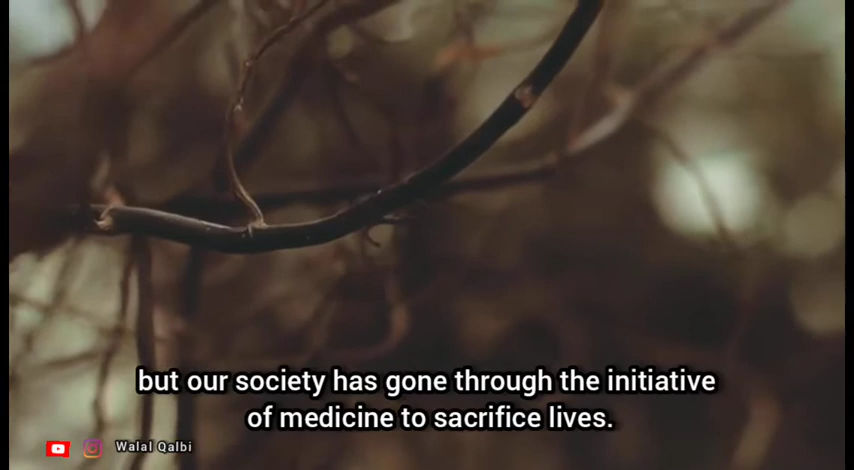 but our society has gone through the initiative
of medicine to sacrifice lives.
Walal Qalbi